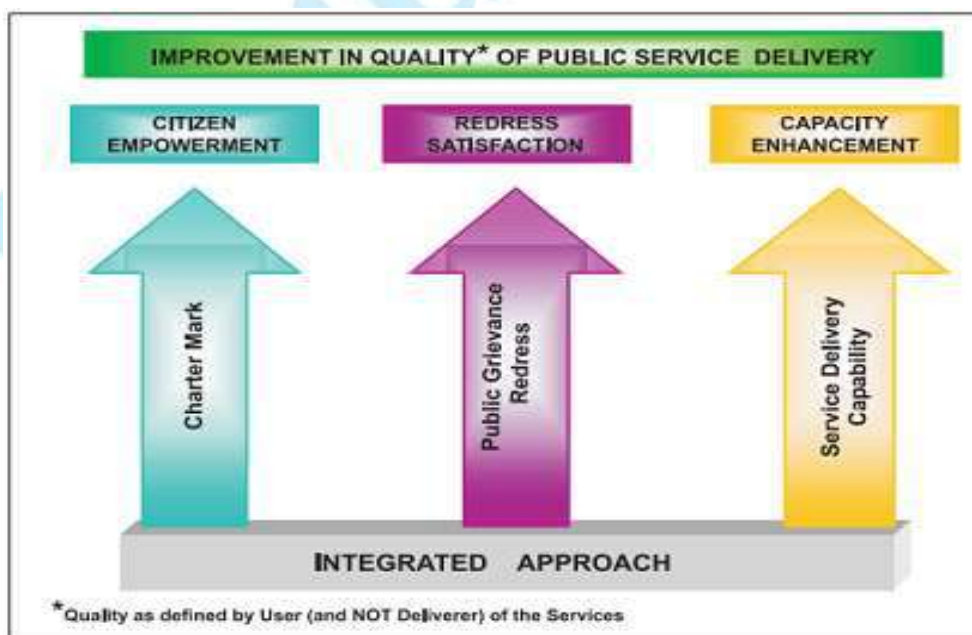 IMPROVEMENT IN QUALITY* OF PUBLIC SERVICE DELIVERY
CITIZEN
EMPOWERMENT
REDRESS
SATISFACTION
CAPACITY
ENHANCEMENT
Charter Mark
Public Grievance
Redress
Service Delivery
Capability
INTEGRATED APPROACH
*Quality as defined by User (and NOT Deliverer) of the Services